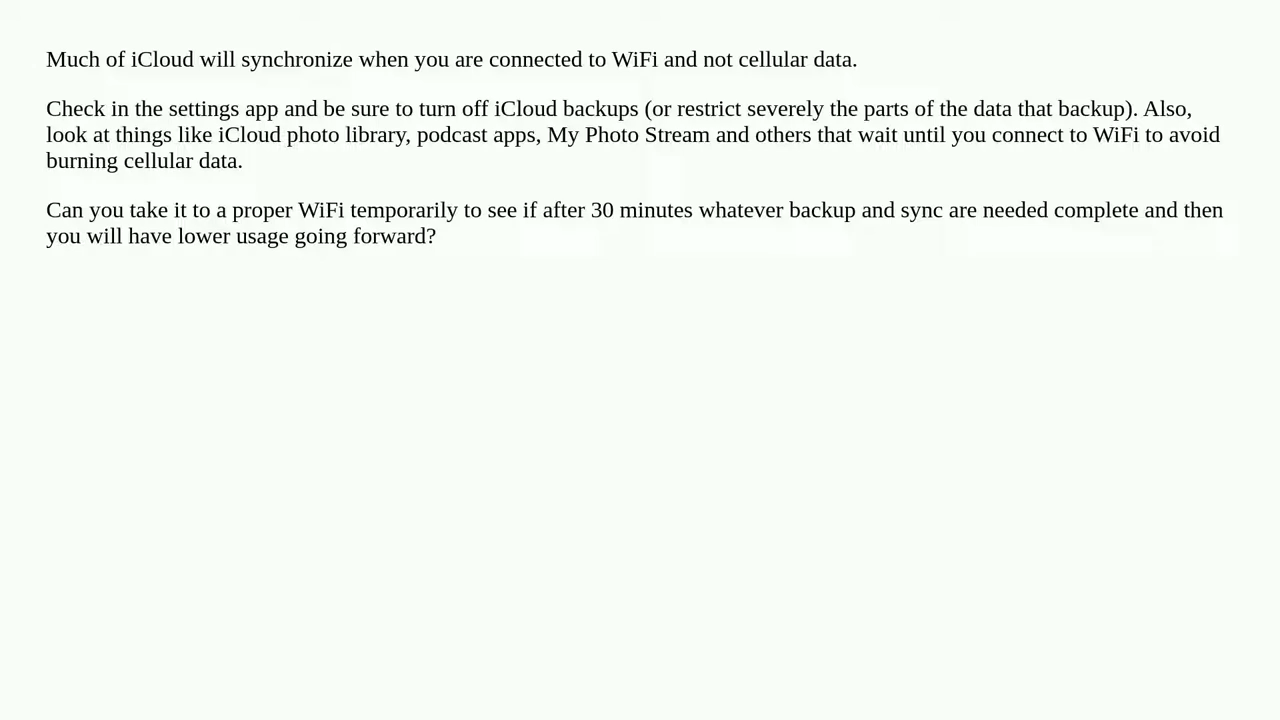 Much of iCloud will synchronize when you are connected to WiFi and not cellular data.
Check in the settings app and be sure to turn off iCloud backups (or restrict severely the parts of the data that backup). Also,
look at things like iCloud photo library, podcast apps, My Photo Stream and others that wait until you connect to WiFi to avoid
burning cellular data.
Can you take it to a proper WiFi temporarily to see if after 30 minutes whatever backup and sync are needed complete and then
you will have lower usage going forward?